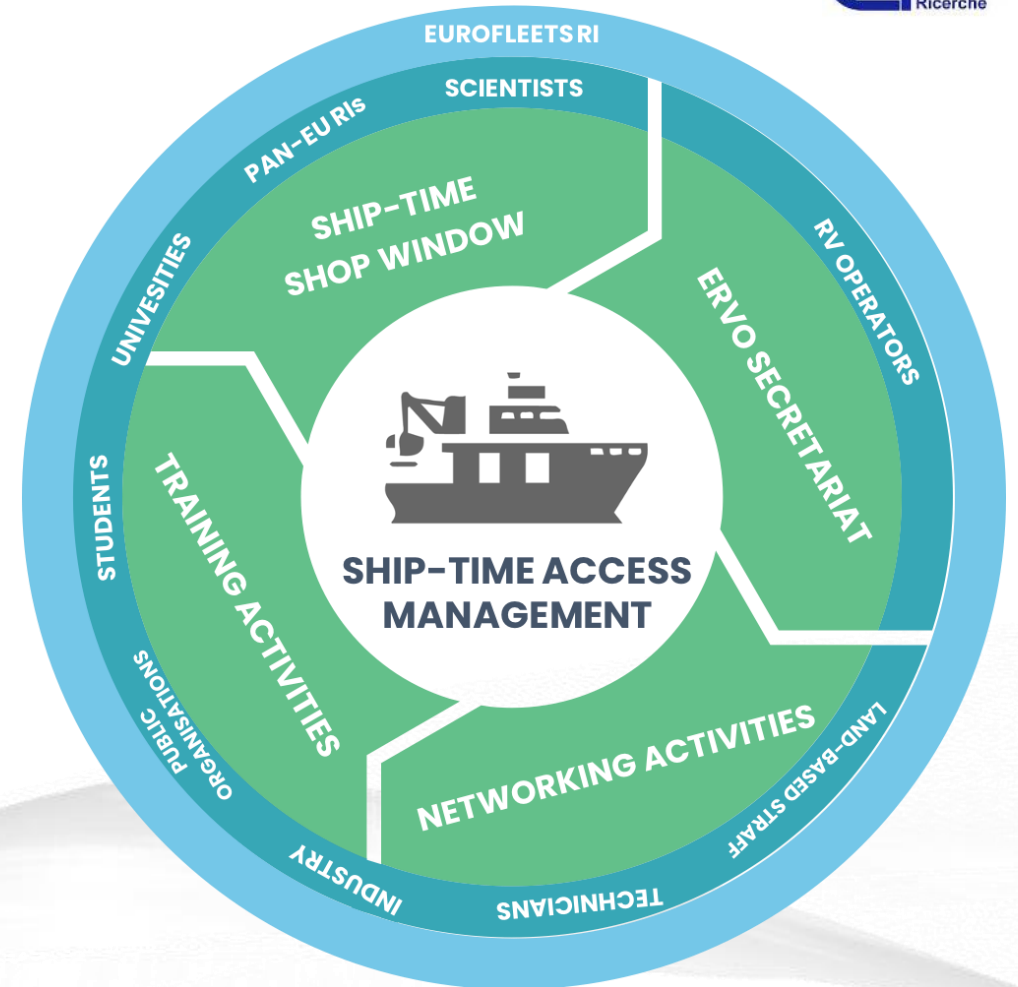 Ricerche
EUROFLEETS RI
SCIENTISTS
PAN-EU RIs
UNIVESITIES
STUDENTS
PUBLIC
ORGANISATIONS
INDUSTRY
TECHNICIANS
LAND-BASED STRAFF
RV OPERATORS
SHIP-TIME
SHOP WINDOW
ERVO SECRETARIAT
NETWORKING ACTIVITIES
TRAINING ACTIVITIES
SHIP-TIME ACCESS
MANAGEMENT